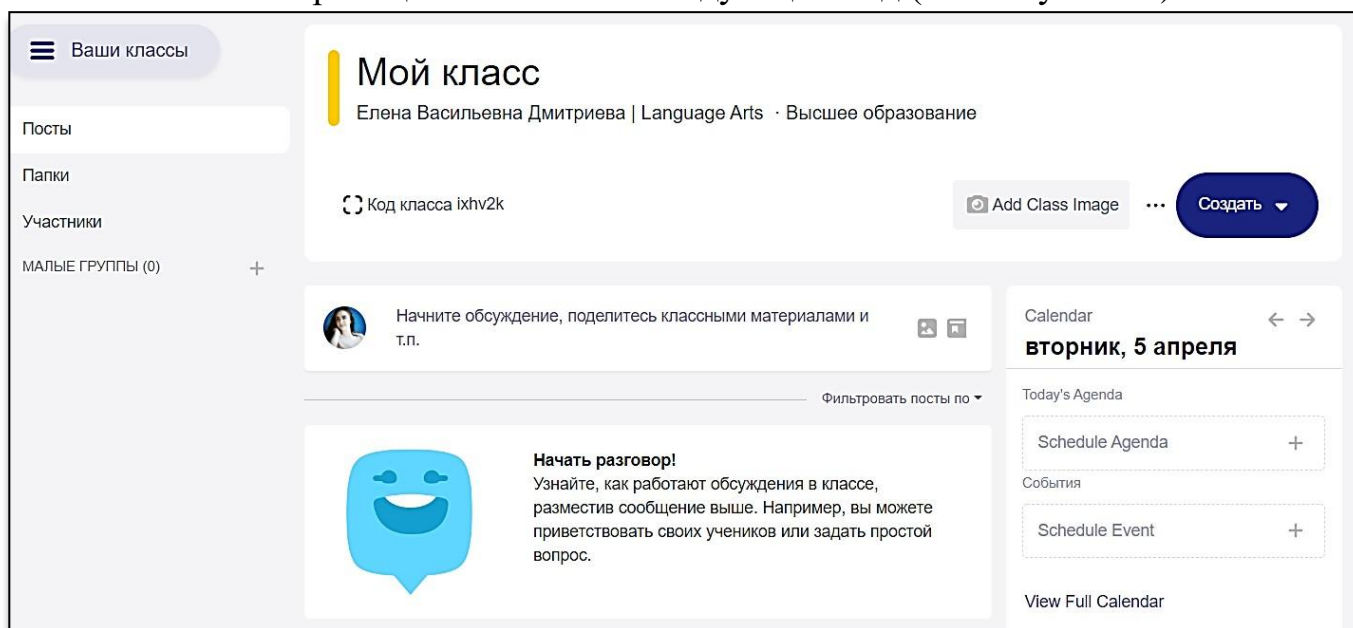 Ваши классы
Посты
Папки
Участники
МАЛЫЕ ГРУППЫ (0)
Мой класс
Елена Васильевна Дмитриева | Language Arts · Высшее образование
Код класса ixhv2k
Add Class Image
Создать
Начните обсуждение, поделитесь классными материалами и
т.п.
Фильтровать посты по
Начать разговор!
Узнайте, как работают обсуждения в классе,
разместив сообщение выше. Например, вы можете
приветствовать своих учеников или задать простой
вопрос.
Calendar
вторник, 5 апреля
Today's Agenda
Schedule Agenda
События
Schedule Event
View Full Calendar